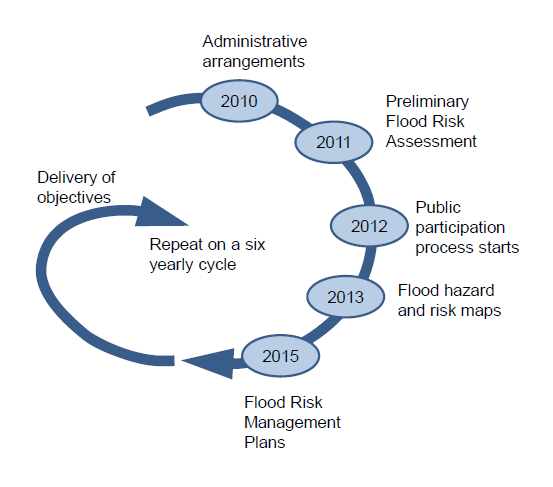 Administrative
arrangements
2010
Preliminary
Flood Risk
Assessment
2011
Public
participation
process starts
2012
Flood hazard
and risk maps
2013
2015
Flood Risk
Management
Plans
Delivery of
objectives
Repeat on a six
yearly cycle